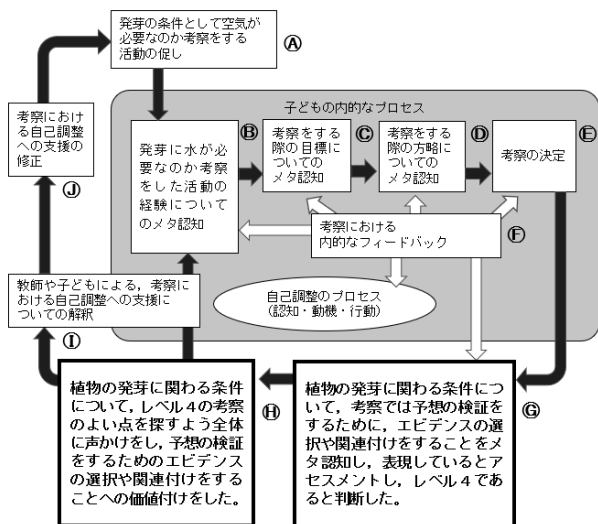 発芽の条件として空気が
必要なのか考察をする
活動の促し
Ⓐ
子どもの内的なプロセス
考察におけ
る自己調整
への支援の
修正
Ⓙ
発芽に水が必
要なのか考察
をした活動の
経験について
のメタ認知
Ⓑ
考察をする
際の目標に
ついての
メタ認知
Ⓒ
考察をする
際の方略に
ついての
メタ認知
Ⓓ
考察の決定
Ⓔ
考察における
内的なフィードバック
Ⓕ
自己調整のプロセス
(認知・動機・行動)
教師や子どもによる，考察に
おける自己調整への支援に
ついての解釈
Ⓘ
植物の発芽に関わる条件
について，レベル４の考察
のよい点を探すよう全体
に声かけをし，予想の検証
をするためのエビデンス
の選択や関連付けをする
ことへの価値付けをした。
Ⓗ
植物の発芽に関わる条件につ
いて，考察では予想の検証を
するために，エビデンスの選
択や関連付けをすることをメ
タ認知し，表現しているとア
セスメントし，レベル４であ
ると判断した。
Ⓖ